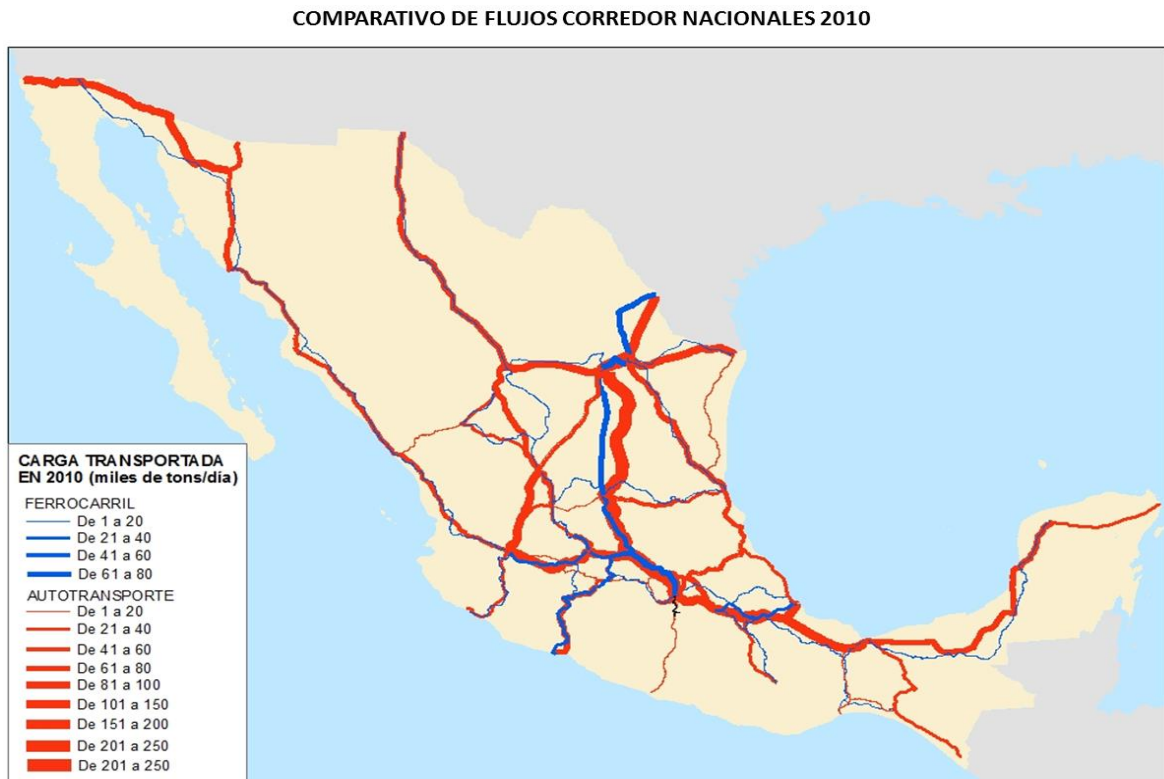 COMPARATIVO DE FLUJOS CORREDOR NACIONALES 2010
CARGA TRANSPORTADA
EN 2010 (miles de tons/día)
FERROCARRIL
De 1 a 20
De 21 a 40
De 41 a 60
De 61 a 80
AUTOTRANSPORTE
De 1 a 20
De 21 a 40
De 41 a 60
De 61 a 80
De 81 a 100
De 101 a 150
De 151 a 200
De 201 a 250
De 201 a 250